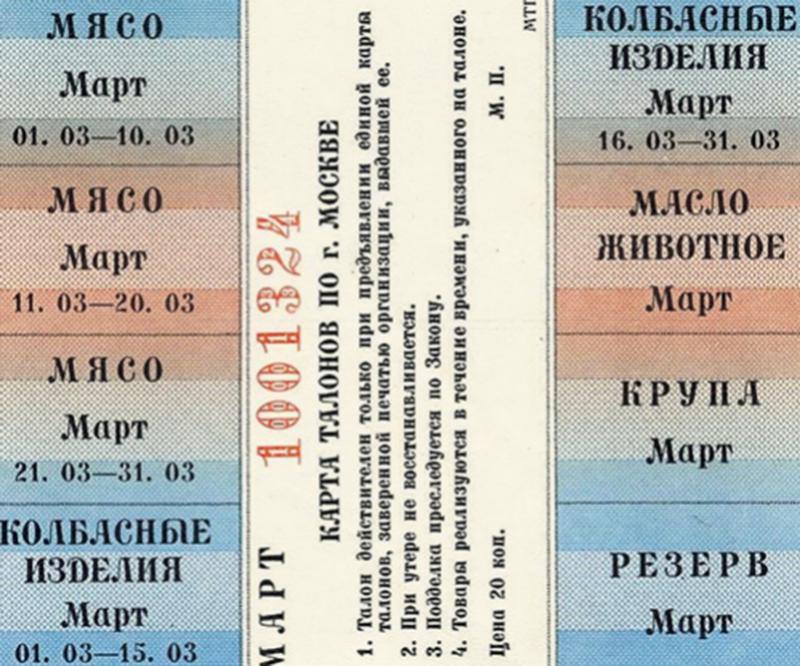 МЯСО
Март
01. 03—10. 03
МЯСО
Март
11. 03—20. 03
МЯСО
Март
21. 03—31. 03
КОЛБАСНЫЕ
ИЗДЕЛИЯ
Март
01. 03—15. 03
МАРТ
1001324
КАРТА ТАЛОНОВ ПО г. МОСКВЕ
1. Талон действителен только при предъявлении единой карты
талонов, заверенной печатью организации, выдавшей ее.
2. При утере не восстанавливается.
3. Подделка преследуется по Закону.
4. Товары реализуются в течение времени, указанного на талоне.
Цена 20 коп. М. П.
МТГ
КОЛБАСНЫЕ
ИЗДЕЛИЯ
Март
16. 03—31. 03
МАСЛО
ЖИВОТНОЕ
Март
КРУПА
Март
РЕЗЕРВ
Март